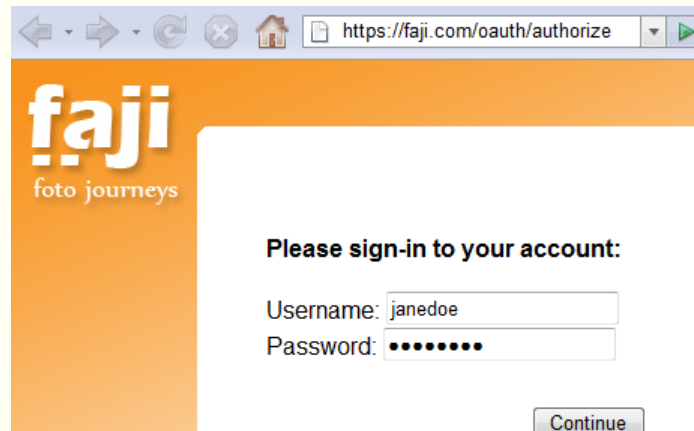 https://faji.com/oauth/authorize
faji
foto journeys
Please sign-in to your account:
Username: janedoe
Password: ••••••••
Continue